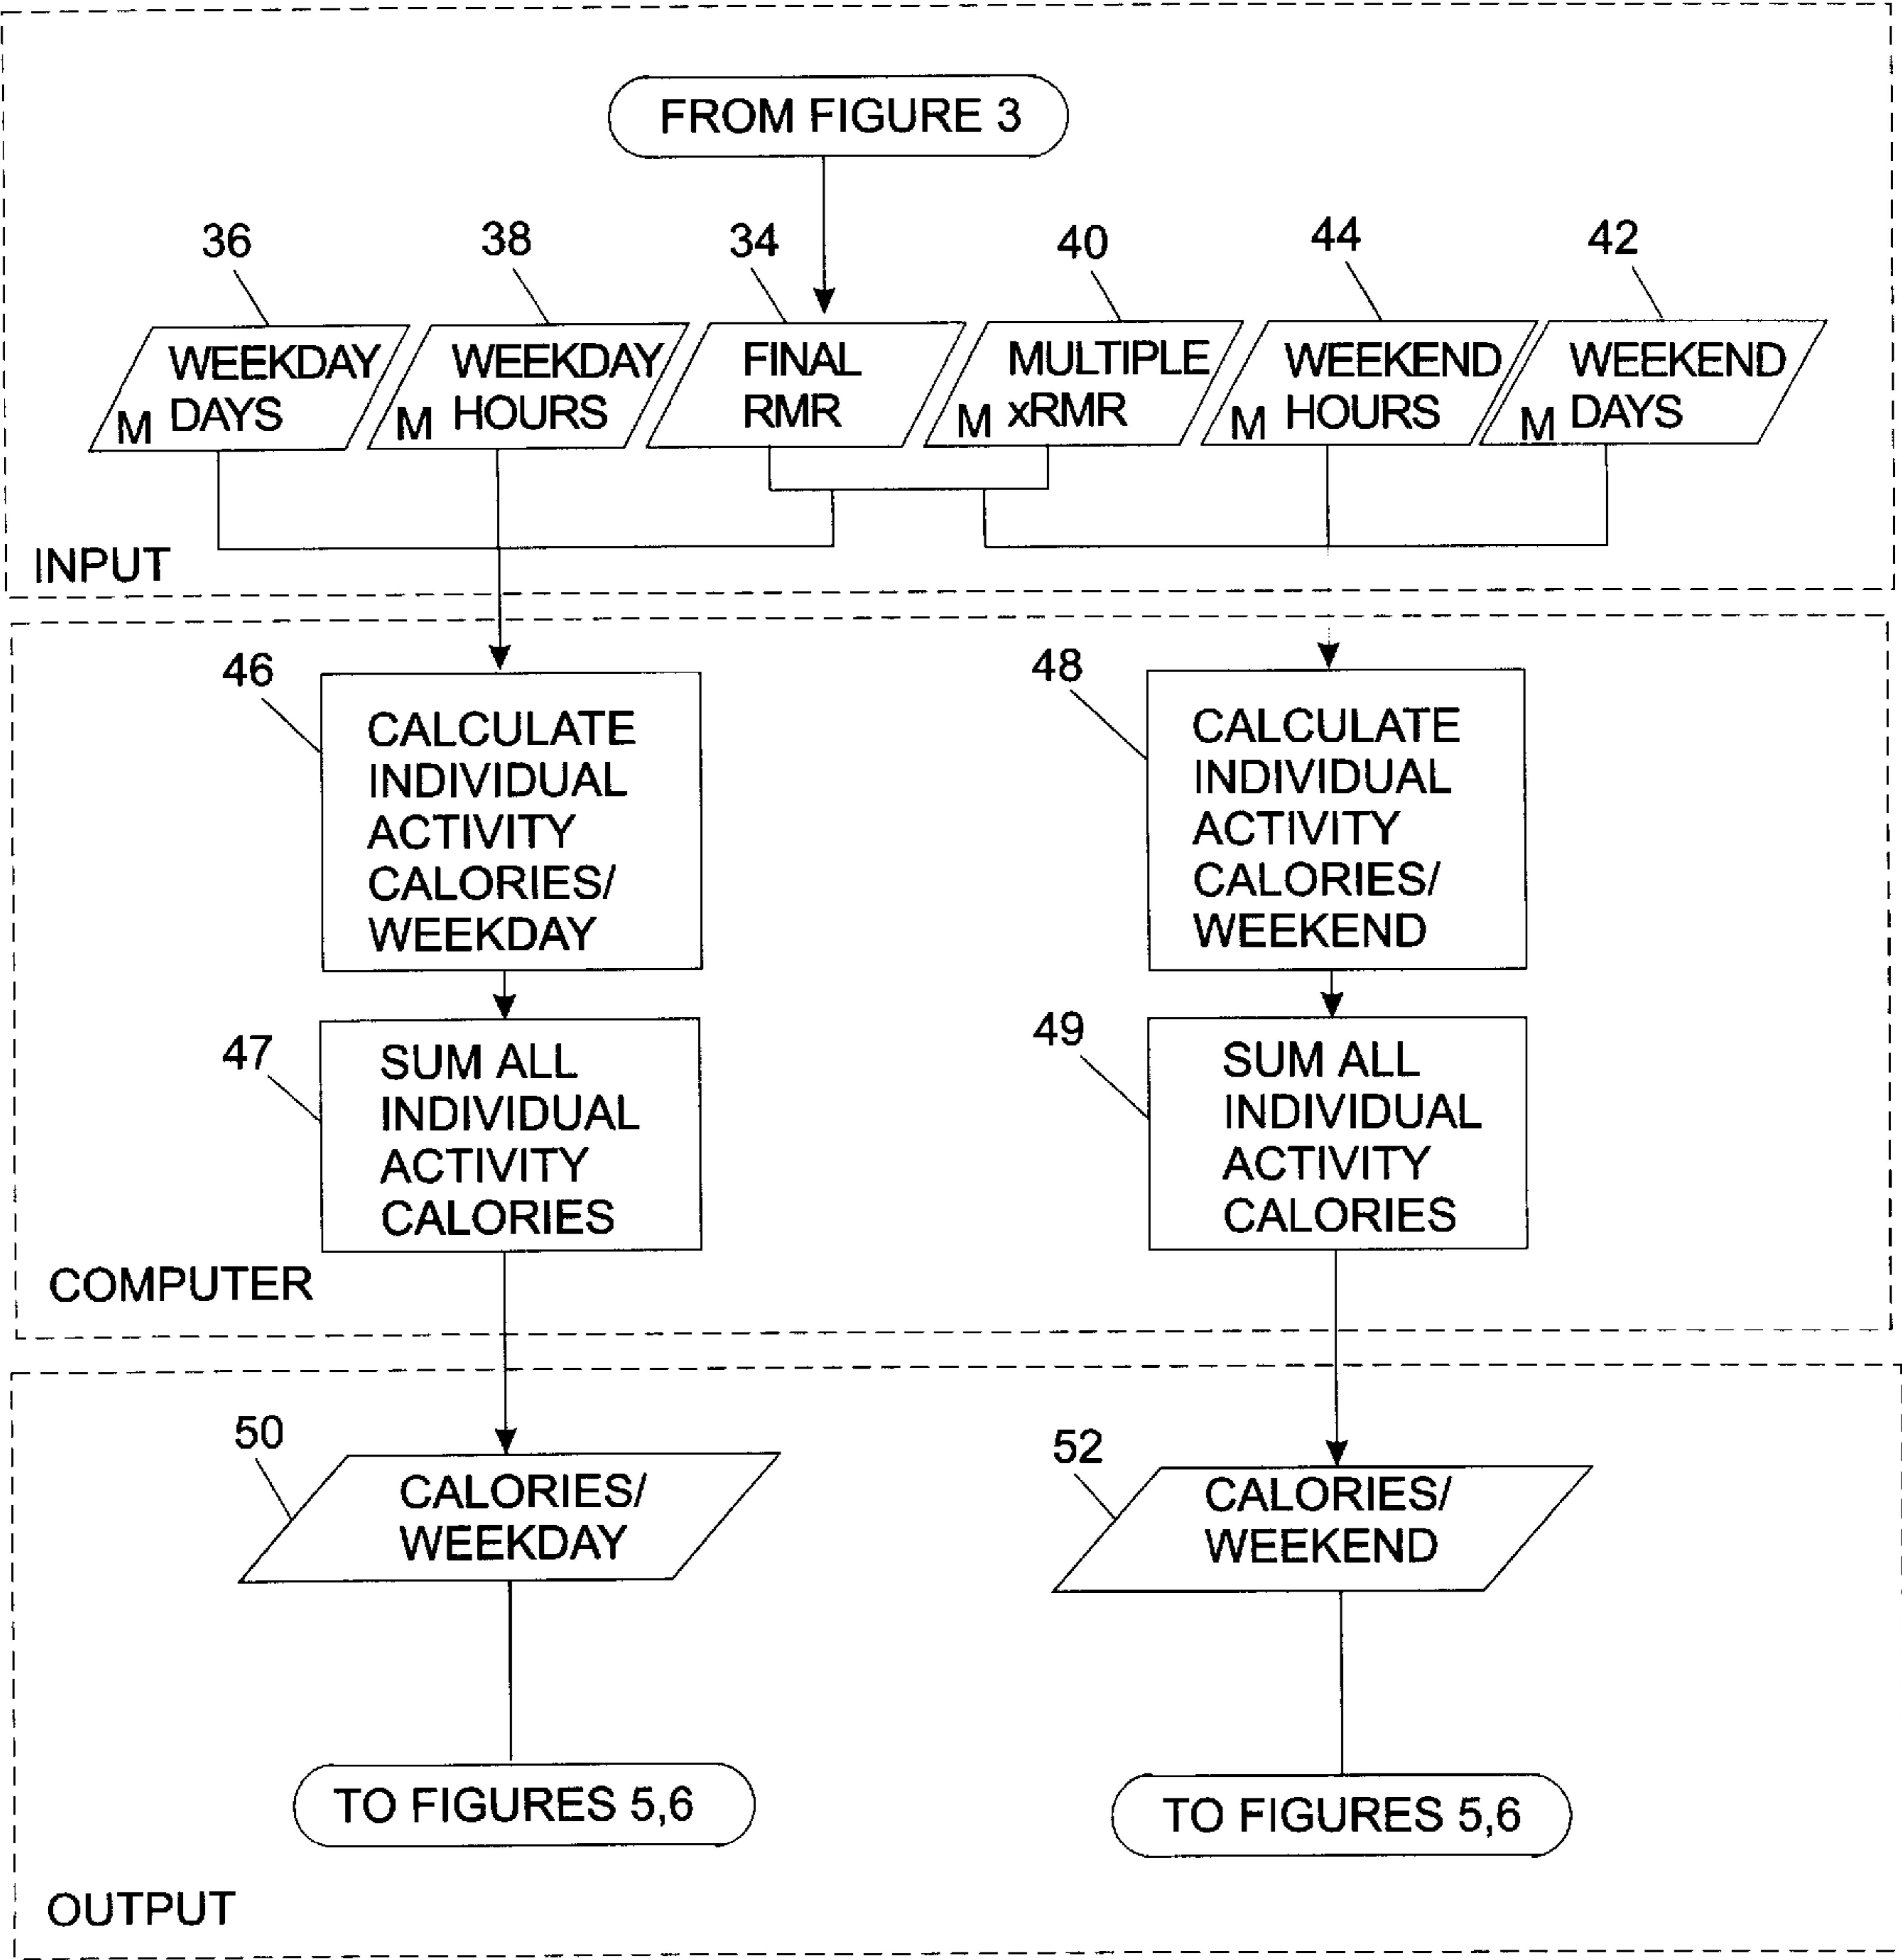 FROM FIGURE 3
36
38
34
40
44
42
WEEKDAY
M DAYS
WEEKDAY
M HOURS
FINAL
RMR
MULTIPLE
M xRMR
WEEKEND
M HOURS
WEEKEND
M DAYS
INPUT
46
CALCULATE
INDIVIDUAL
ACTIVITY
CALORIES/
WEEKDAY
48
CALCULATE
INDIVIDUAL
ACTIVITY
CALORIES/
WEEKEND
47
SUM ALL
INDIVIDUAL
ACTIVITY
CALORIES
49
SUM ALL
INDIVIDUAL
ACTIVITY
CALORIES
COMPUTER
50
CALORIES/
WEEKDAY
52
CALORIES/
WEEKEND
TO FIGURES 5,6
TO FIGURES 5,6
OUTPUT